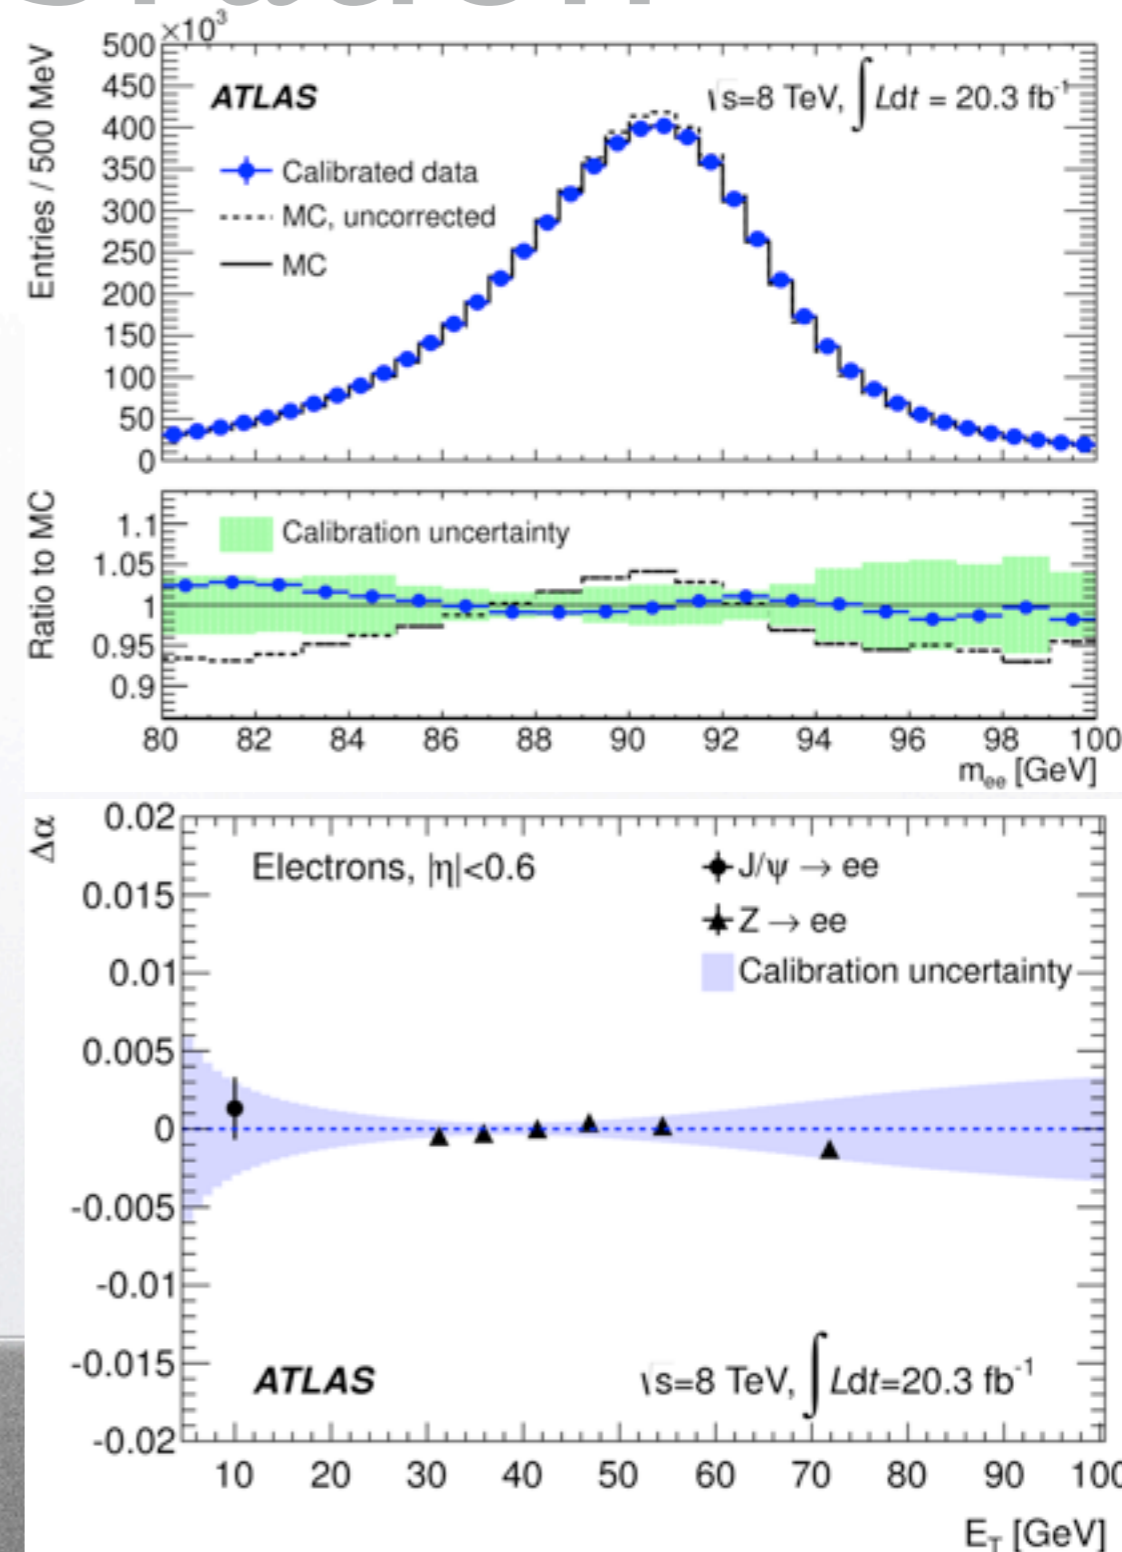 ×10³
500
450
400
350
300
250
200
150
100
50
0
Entries / 500 MeV
ATLAS
√s=8 TeV, ∫ Ldt = 20.3 fb⁻¹
Calibrated data
MC, uncorrected
MC
1.1
1.05
1
0.95
0.9
Ratio to MC
Calibration uncertainty
80 82 84 86 88 90 92 94 96 98 100
mₑₑ [GeV]
0.02
0.015
0.01
0.005
0
-0.005
-0.01
-0.015
-0.02
Δα
Electrons, |η|<0.6
J/ψ → ee
Z → ee
Calibration uncertainty
ATLAS
√s=8 TeV, ∫ Ldt=20.3 fb⁻¹
10 20 30 40 50 60 70 80 90 100
E_T [GeV]